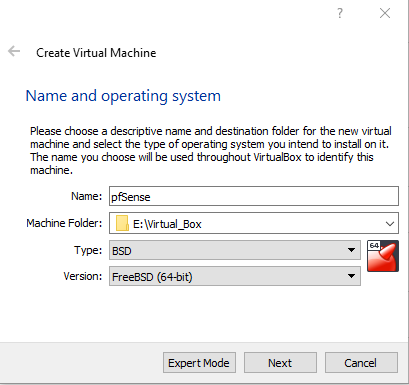 ?
Create Virtual Machine
Name and operating system
Please choose a descriptive name and destination folder for the new virtual
machine and select the type of operating system you intend to install on it.
The name you choose will be used throughout VirtualBox to identify this
machine.
Name: pfSense
Machine Folder: E:\Virtual_Box
Type: BSD 64
Version: FreeBSD (64-bit)
Expert Mode Next Cancel